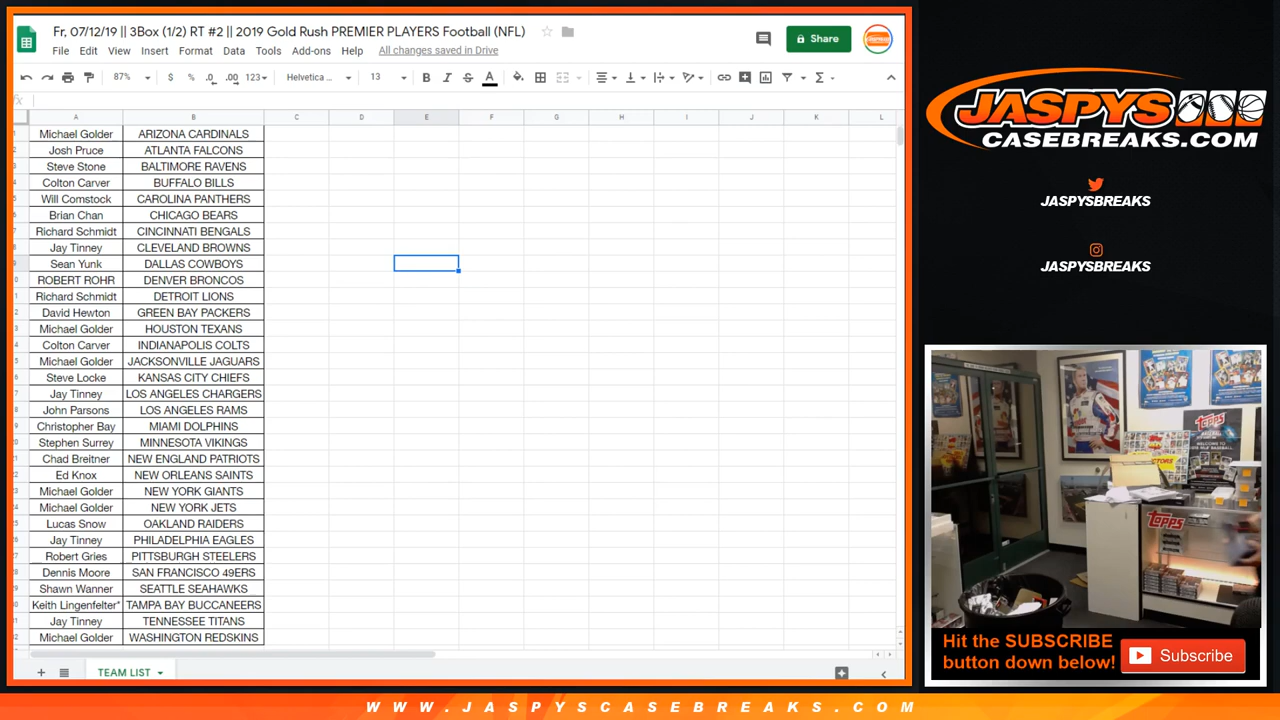 Fr, 07/12/19 || 3Box (1/2) RT #2 || 2019 Gold Rush PREMIER PLAYERS Football (NFL)
File Edit View Insert Format Data Tools Add-ons Help All changes saved in Drive
Share
87% $ % .0 .00 123 Helvetica ... 13 B I S A
fx
A B C D E F G H I J K L
Michael Golder ARIZONA CARDINALS
Josh Pruce ATLANTA FALCONS
Steve Stone BALTIMORE RAVENS
Colton Carver BUFFALO BILLS
Will Comstock CAROLINA PANTHERS
Brian Chan CHICAGO BEARS
Richard Schmidt CINCINNATI BENGALS
Jay Tinney CLEVELAND BROWNS
Sean Yunk DALLAS COWBOYS
ROBERT ROHR DENVER BRONCOS
Richard Schmidt DETROIT LIONS
David Hewton GREEN BAY PACKERS
Michael Golder HOUSTON TEXANS
Colton Carver INDIANAPOLIS COLTS
Michael Golder JACKSONVILLE JAGUARS
Steve Locke KANSAS CITY CHIEFS
Jay Tinney LOS ANGELES CHARGERS
John Parsons LOS ANGELES RAMS
Christopher Bay MIAMI DOLPHINS
Stephen Surrey MINNESOTA VIKINGS
Chad Breitner NEW ENGLAND PATRIOTS
Ed Knox NEW ORLEANS SAINTS
Michael Golder NEW YORK GIANTS
Michael Golder NEW YORK JETS
Lucas Snow OAKLAND RAIDERS
Jay Tinney PHILADELPHIA EAGLES
Robert Gries PITTSBURGH STEELERS
Dennis Moore SAN FRANCISCO 49ERS
Shawn Wanner SEATTLE SEAHAWKS
Keith Lingenfelter* TAMPA BAY BUCCANEERS
Jay Tinney TENNESSEE TITANS
Michael Golder WASHINGTON REDSKINS
TEAM LIST
JASPYS
CASEBREAKS.COM
JASPYSBREAKS
JASPYSBREAKS
Topps
Topps
Hit the SUBSCRIBE
button down below!
Subscribe
WWW.JASPYSCASEBREAKS.COM